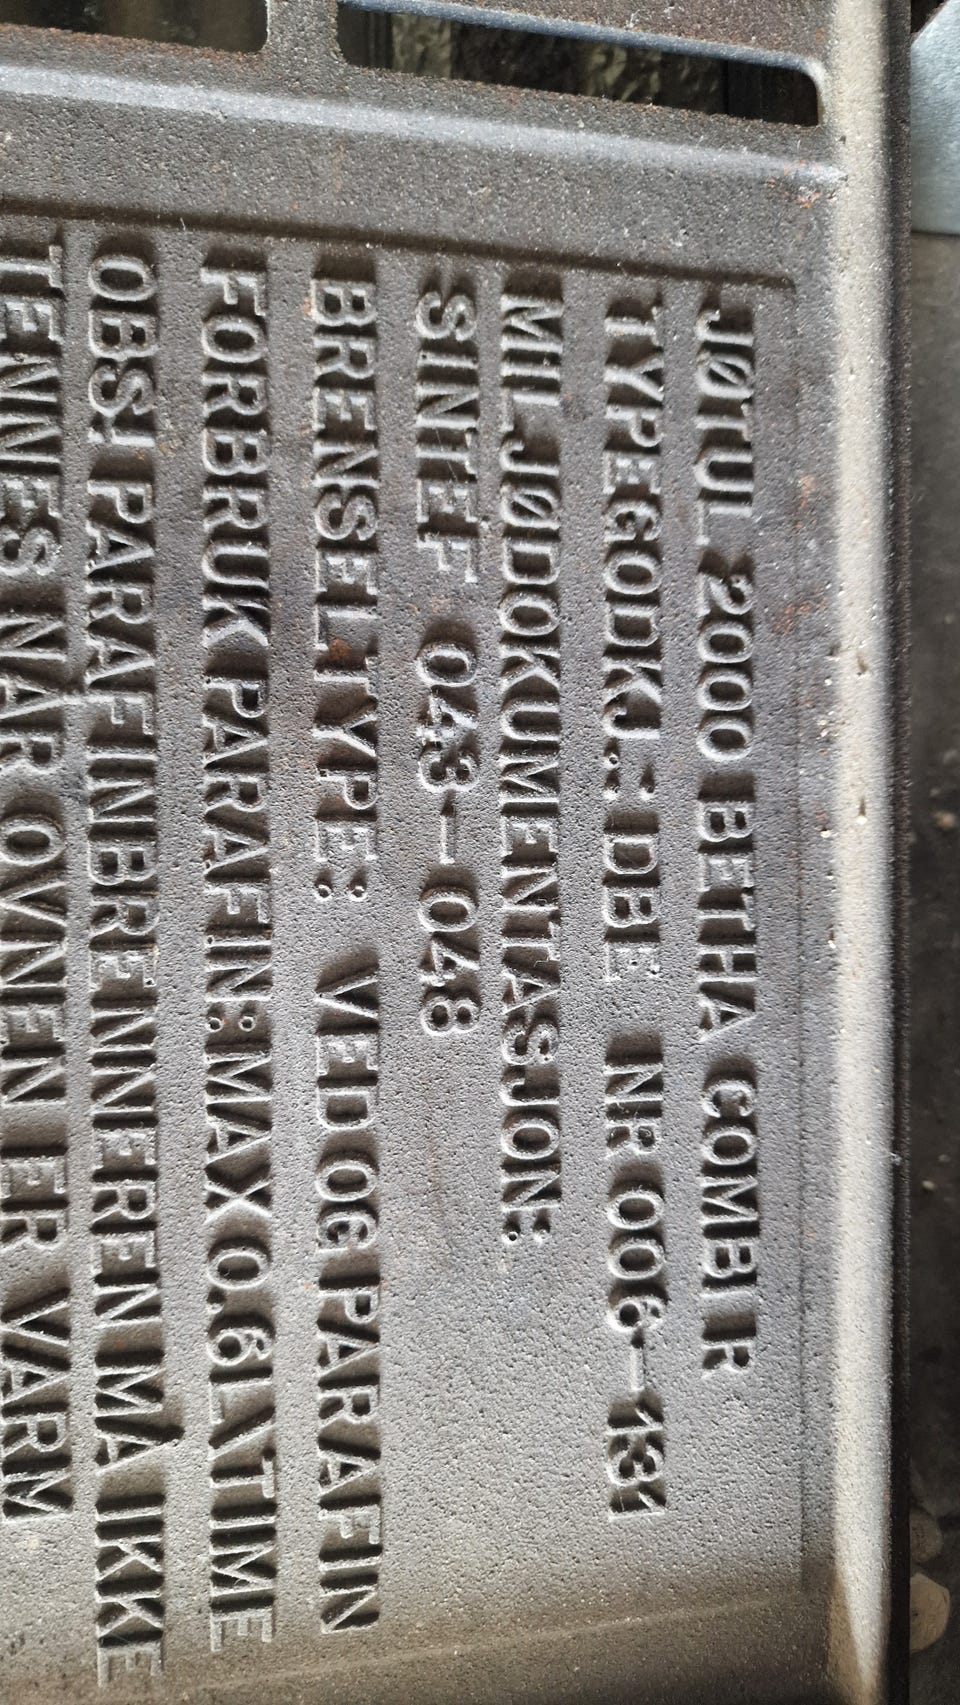 JØTUL 2000 BETHA COMBI R
TYPEGODKJ.: DBE NR 006-131
MILJØDOKUMENTASJON:
SINTEF 043-048
BRENSELTYPE: VED OG PARAFIN
FORBRUK PARAFIN: MAX 0.6L/TIME
OBS! PARAFINBRENNEREN MÅ IKKE
TENNES NÅR OVNEN ER VARM